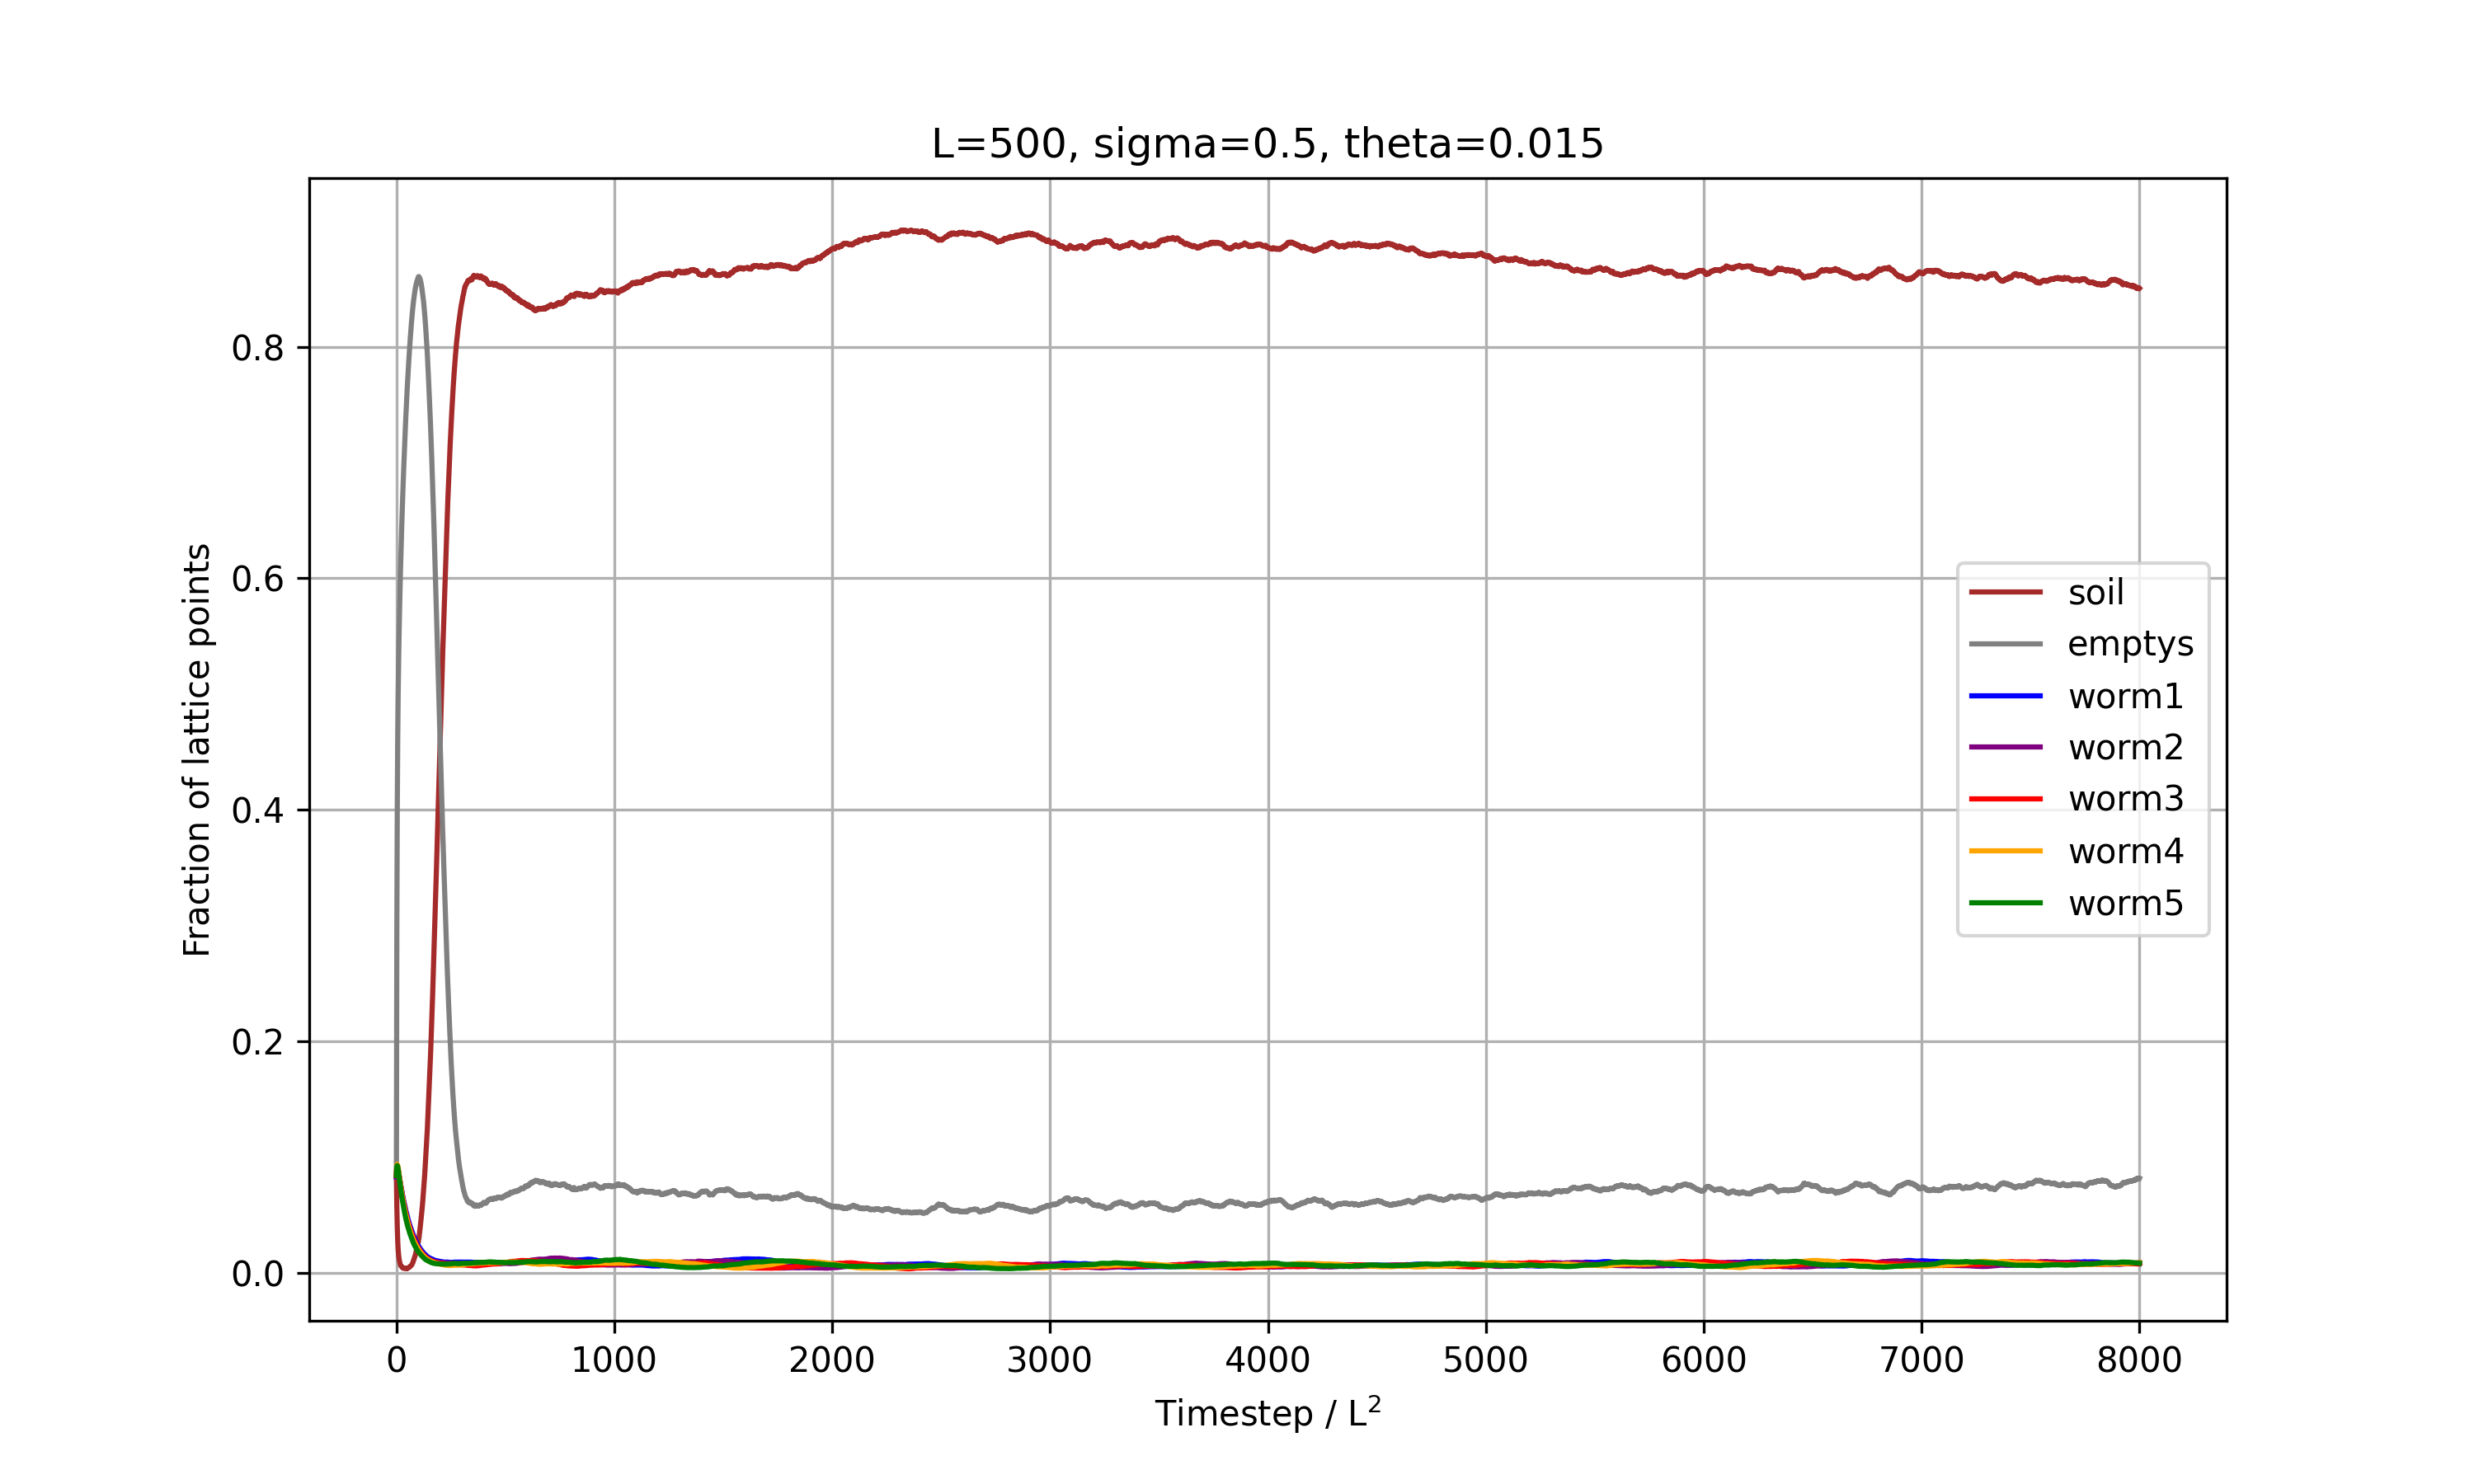 L=500, sigma=0.5, theta=0.015
Fraction of lattice points
0.8
0.6
0.4
0.2
0.0
soil
emptys
worm1
worm2
worm3
worm4
worm5
0 1000 2000 3000 4000 5000 6000 7000 8000
Timestep / L²